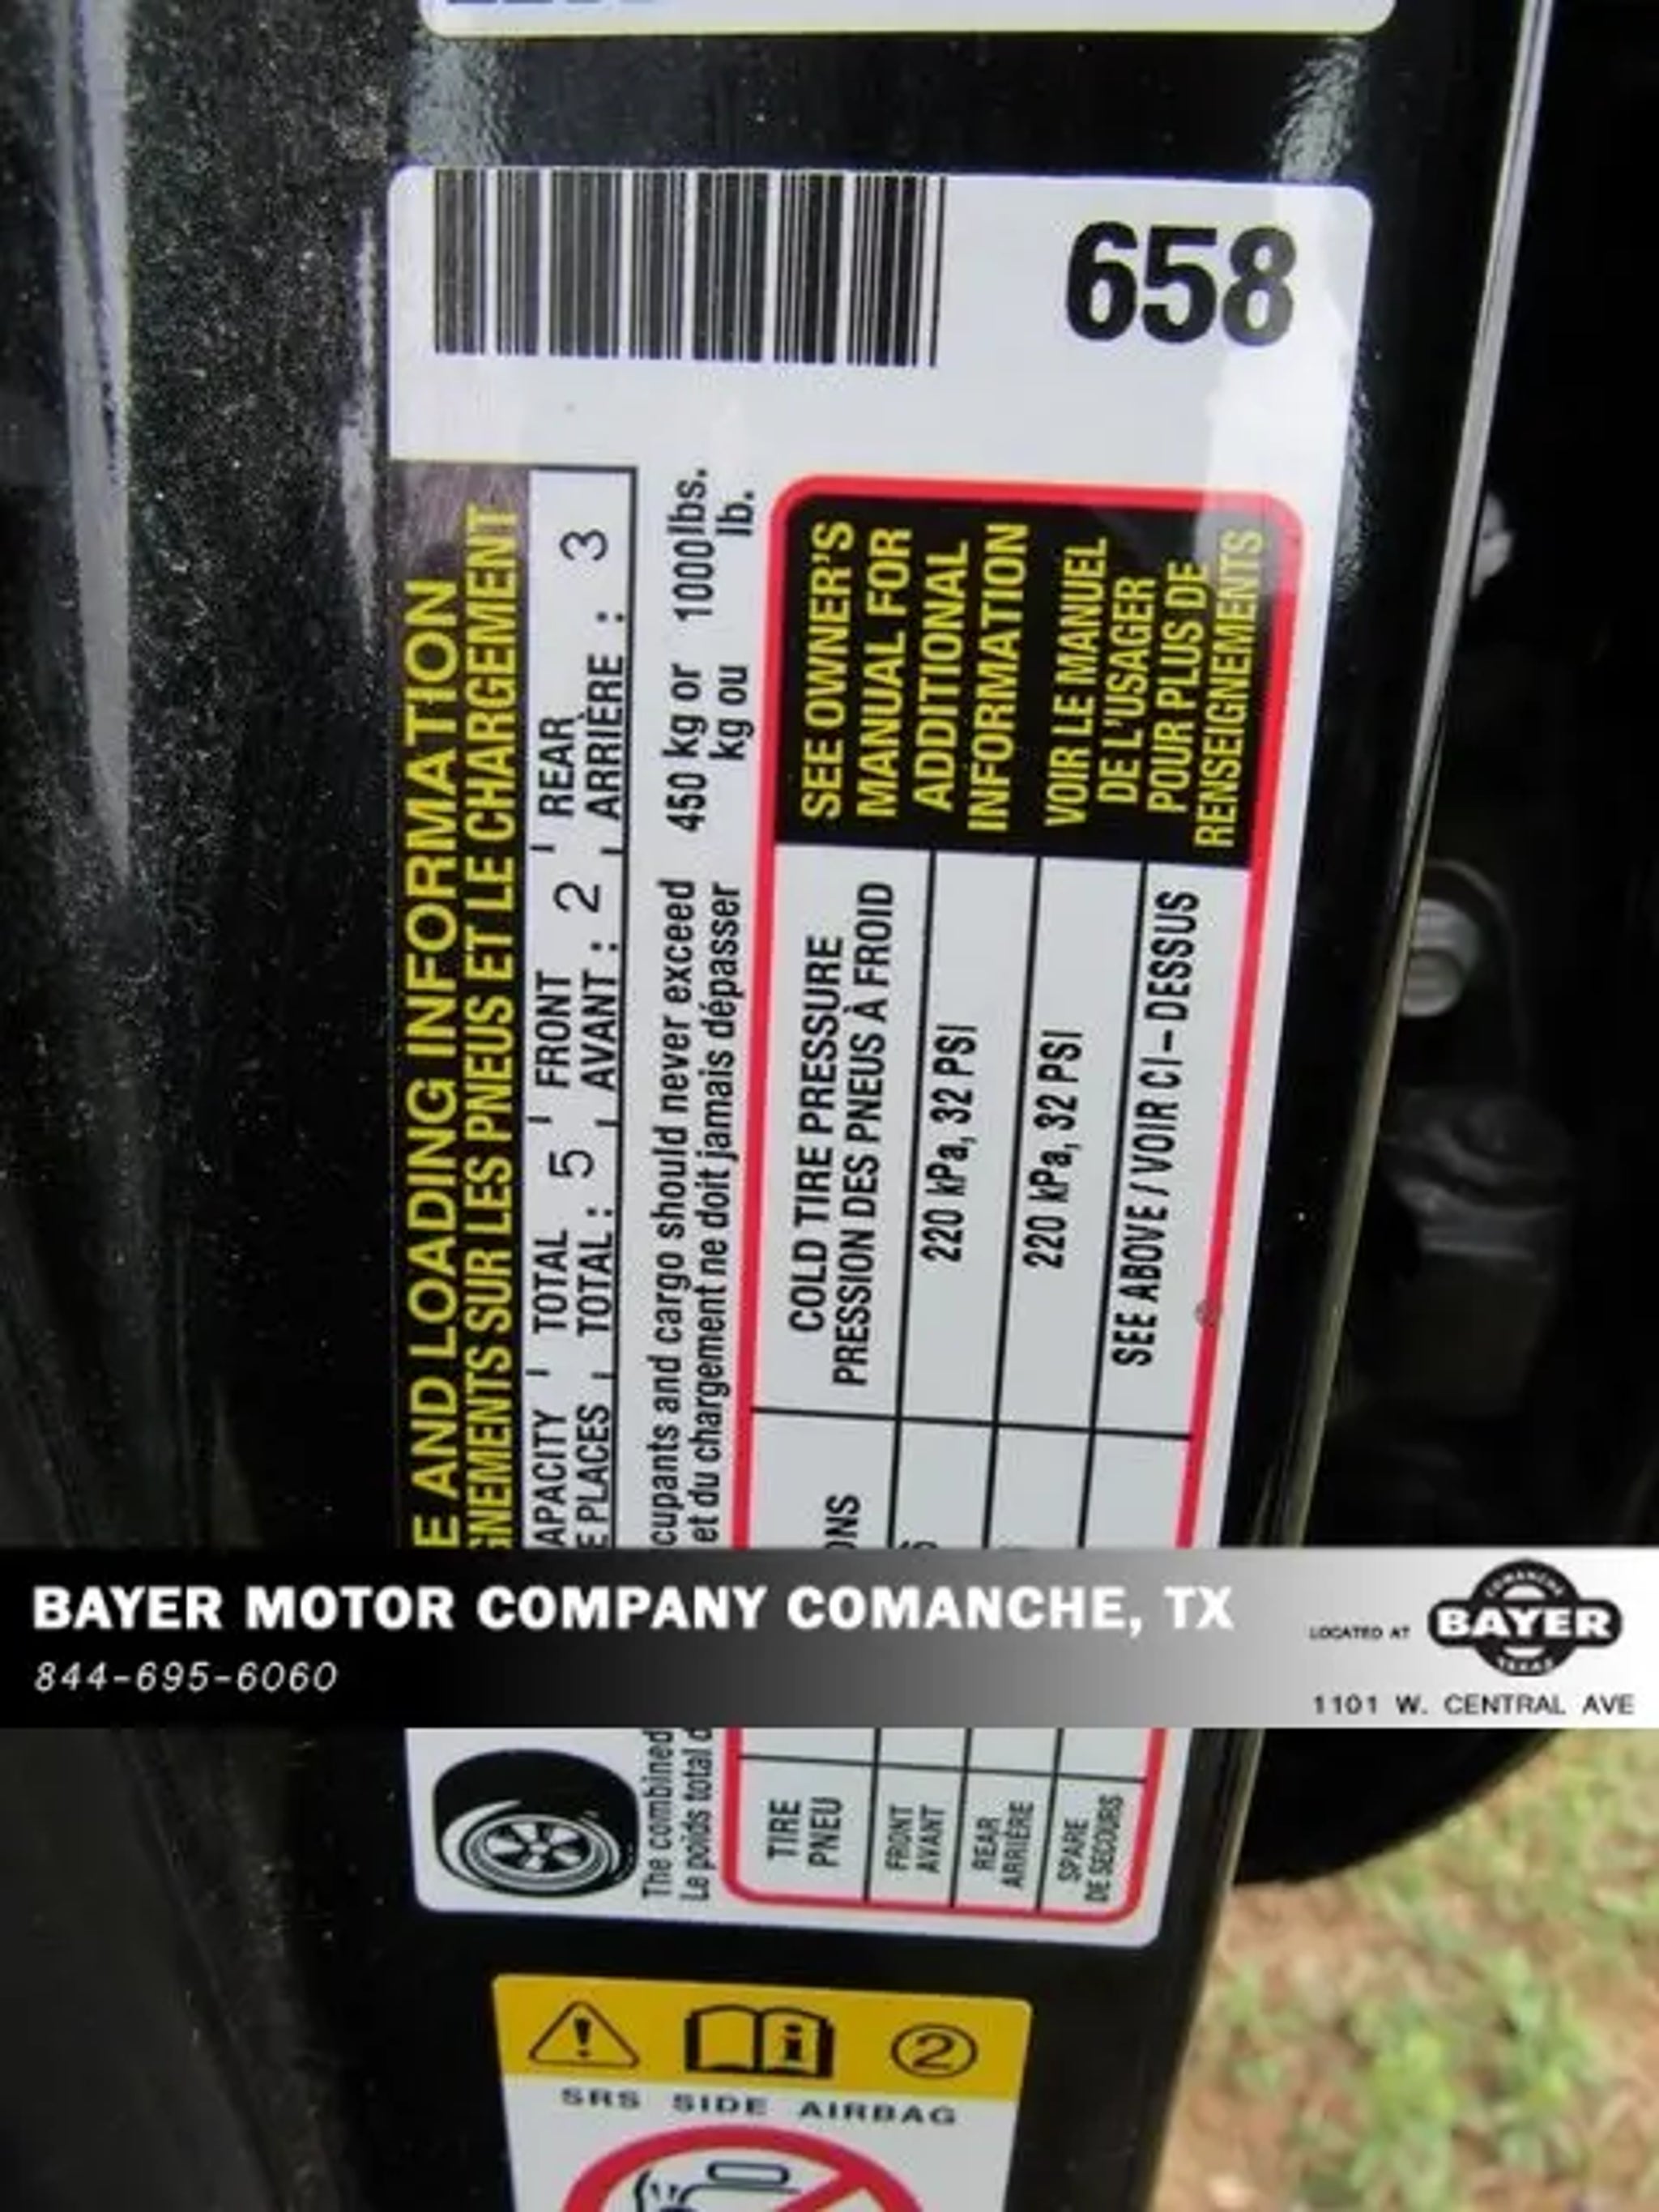 658
E AND LOADING INFORMATION
GNEMENTS SUR LES PNEUS ET LE CHARGEMENT
APACITY TOTAL 5 FRONT 2 REAR 3
E PLACES TOTAL : AVANT : ARRIÈRE :
The combined cupants and cargo should never exceed 450 kg or 1000lbs.
Le poids total d et du chargement ne doit jamais dépasser kg ou lb.
TIRE
PNEU
ONS
COLD TIRE PRESSURE
PRESSION DES PNEUS À FROID
FRONT
AVANT
220 kPa, 32 PSI
REAR
ARRIÈRE
220 kPa, 32 PSI
SPARE
DE SECOURS
SEE ABOVE / VOIR CI-DESSUS
SEE OWNER'S
MANUAL FOR
ADDITIONAL
INFORMATION
VOIR LE MANUEL
DE L'USAGER
POUR PLUS DE
RENSEIGNEMENTS
BAYER MOTOR COMPANY COMANCHE, TX
844-695-6060
LOCATED AT
COMANCHE
BAYER
TEXAS
1101 W. CENTRAL AVE
2
SRS SIDE AIRBAG